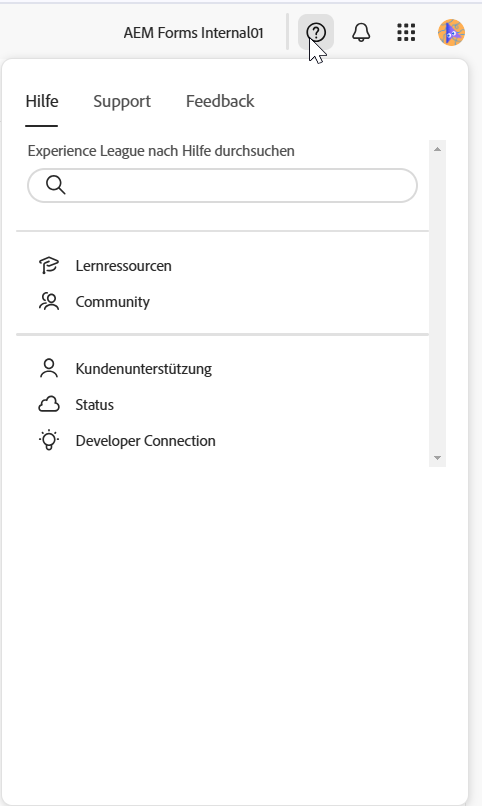 AEM Forms Internal01
Hilfe Support Feedback
Experience League nach Hilfe durchsuchen
Lernressourcen
Community
Kundenunterstützung
Status
Developer Connection